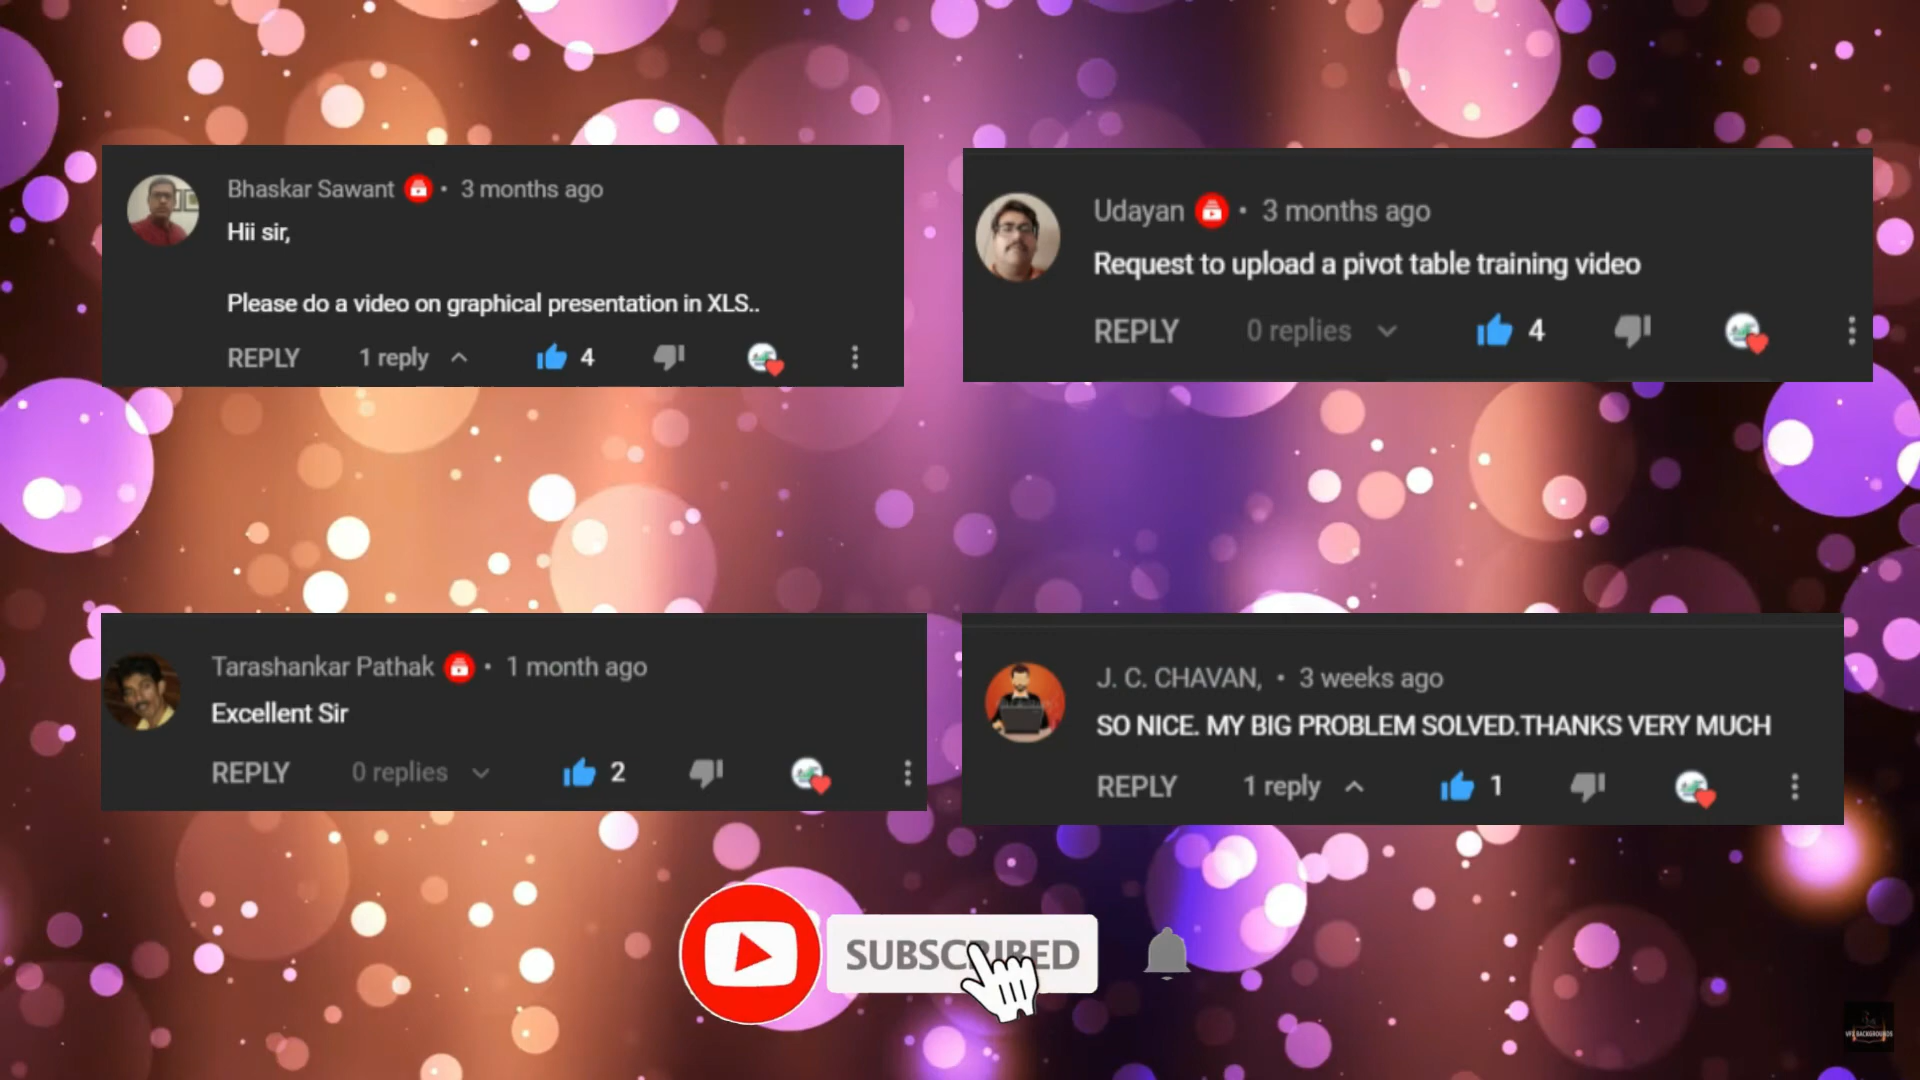 Bhaskar Sawant • 3 months ago
Hii sir,
Please do a video on graphical presentation in XLS..
REPLY 1 reply 4
Udayan • 3 months ago
Request to upload a pivot table training video
REPLY 0 replies 4
Tarashankar Pathak • 1 month ago
Excellent Sir
REPLY 0 replies 2
J. C. CHAVAN, • 3 weeks ago
SO NICE. MY BIG PROBLEM SOLVED.THANKS VERY MUCH
REPLY 1 reply 1
SUBSCRIBED
VFX BACKGROUNDS